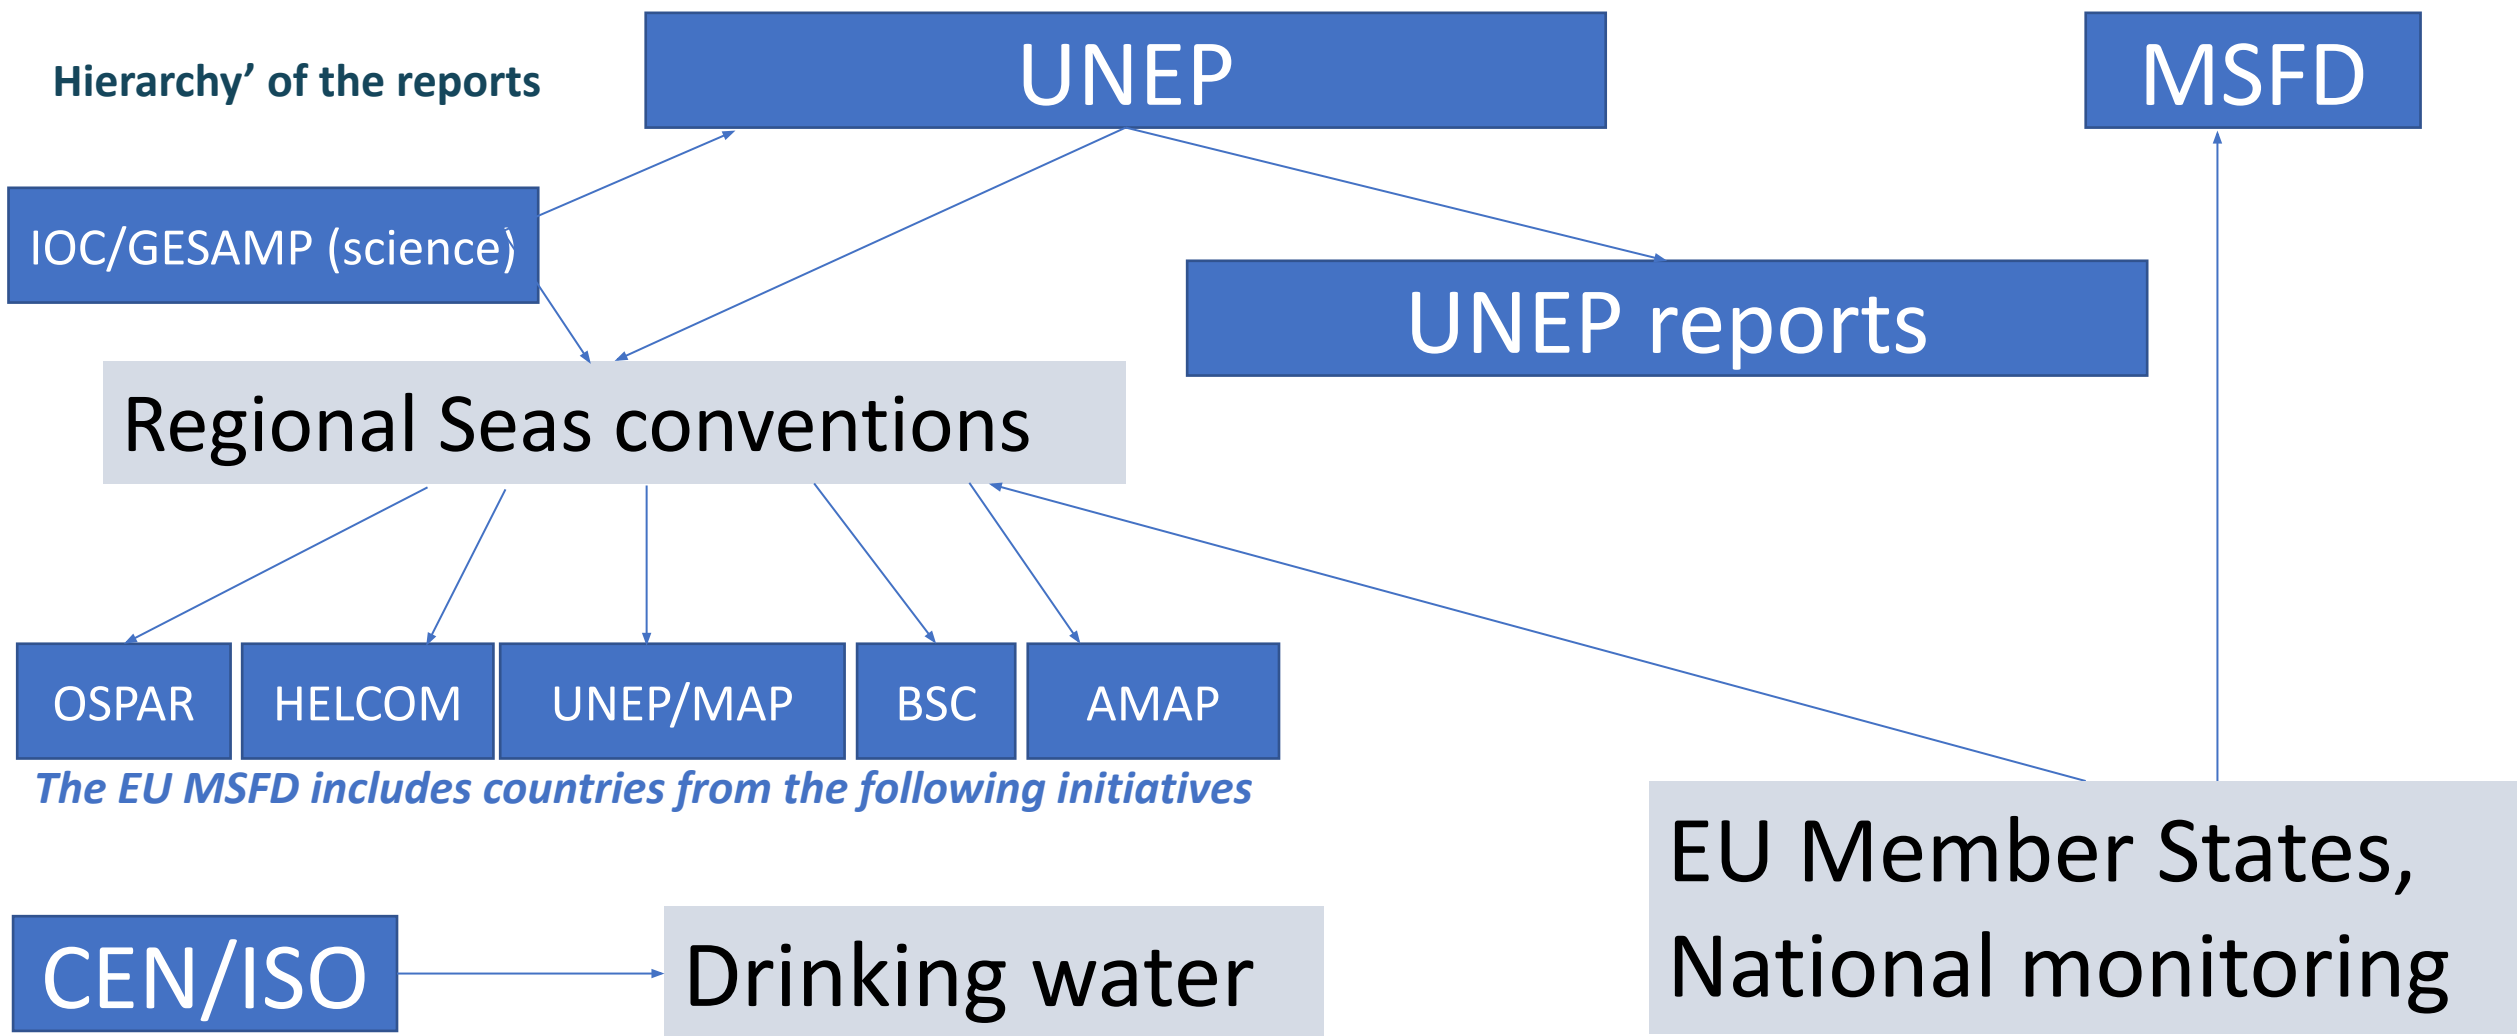 Hierarchy’ of the reports
UNEP
MSFD
IOC/GESAMP (science)
UNEP reports
Regional Seas conventions
OSPAR
HELCOM
UNEP/MAP
BSC
AMAP
The EU MSFD includes countries from the following initiatives
EU Member States,
National monitoring
CEN/ISO
Drinking water